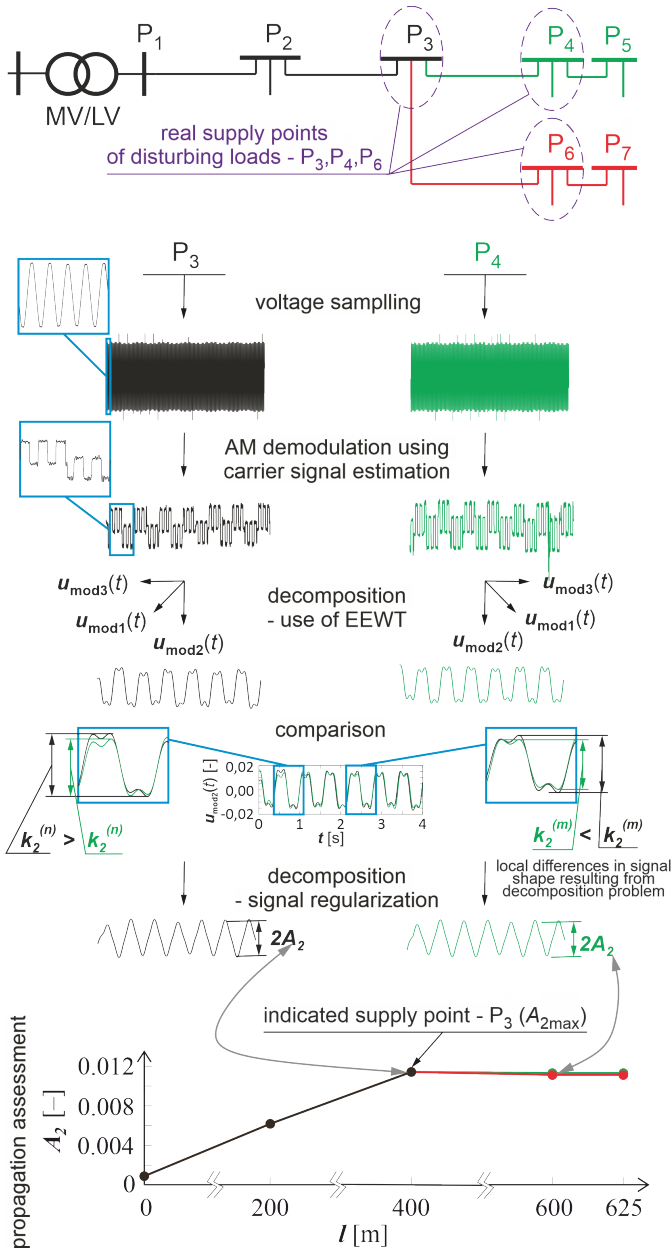 P1 P2 P3 P4 P5
MV/LV
real supply points
of disturbing loads - P3,P4,P6
P6 P7
P3 P4
voltage samplling
AM demodulation using
carrier signal estimation
umod3(t) umod3(t)
decomposition
- use of EEWT
umod1(t) umod1(t)
umod2(t) umod2(t)
comparison
umod2(t) [-]
0,02
0,00
-0,02
0 1 2 3 4
t [s]
k2(n) > k2(n)
k2(m) < k2(m)
local differences in signal
shape resulting from
decomposition problem
decomposition
- signal regularization
2A2 2A2
indicated supply point - P3 (A2max)
propagation assessment
A2 [–]
0.012
0.008
0.004
0
0 200 400 600 625
l [m]